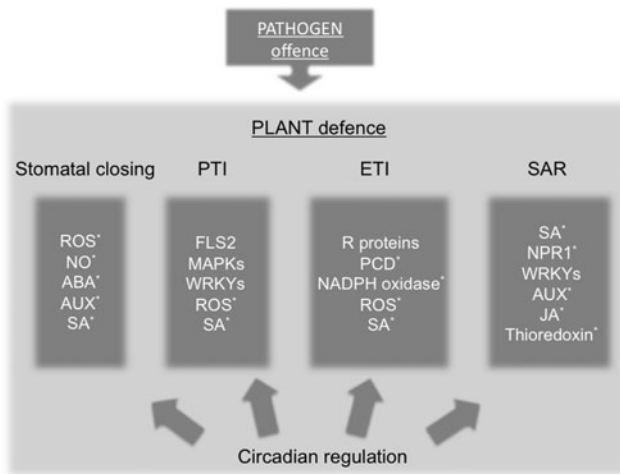 PATHOGEN
offence
PLANT defence
Stomatal closing
PTI
ETI
SAR
ROS*
NO*
ABA*
AUX*
SA*
FLS2
MAPKs
WRKYs
ROS*
SA*
R proteins
PCD*
NADPH oxidase*
ROS*
SA*
SA*
NPR1*
WRKYs
AUX*
JA*
Thioredoxin*
Circadian regulation